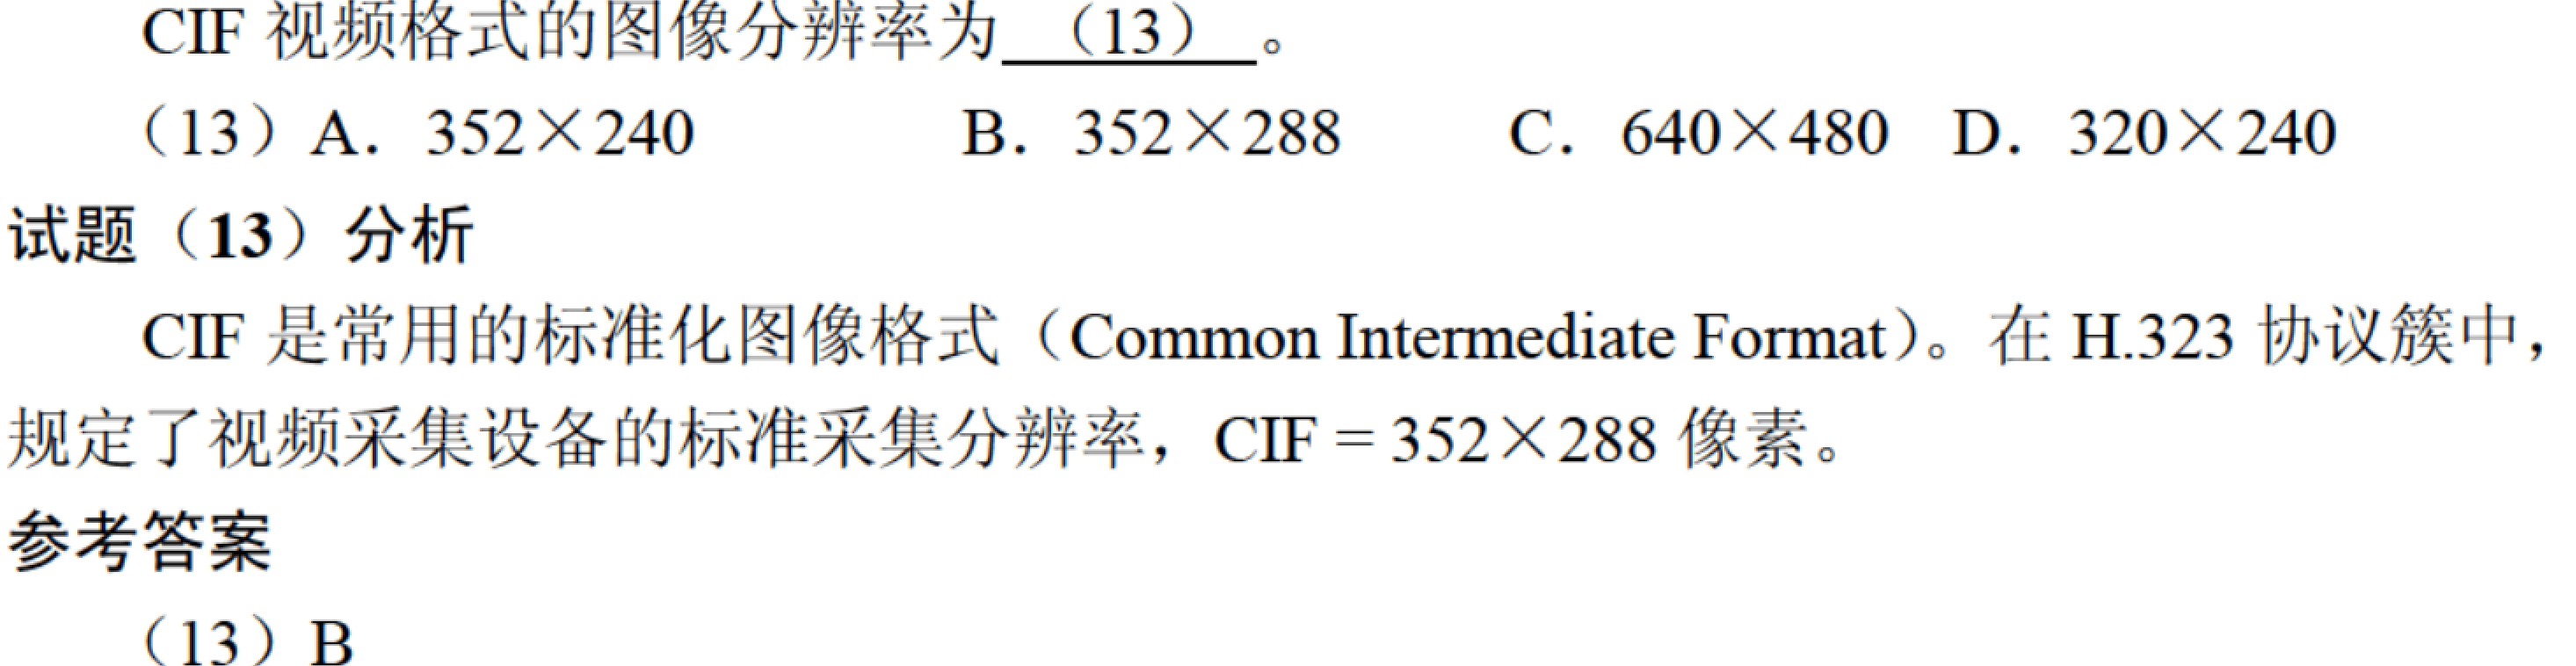 CIF 视频格式的图像分辨率为 （13） 。
（13）A．352×240 B．352×288 C．640×480 D．320×240
试题（13）分析
CIF 是常用的标准化图像格式（Common Intermediate Format）。在 H.323 协议簇中，
规定了视频采集设备的标准采集分辨率，CIF = 352×288 像素。
参考答案
（13）B